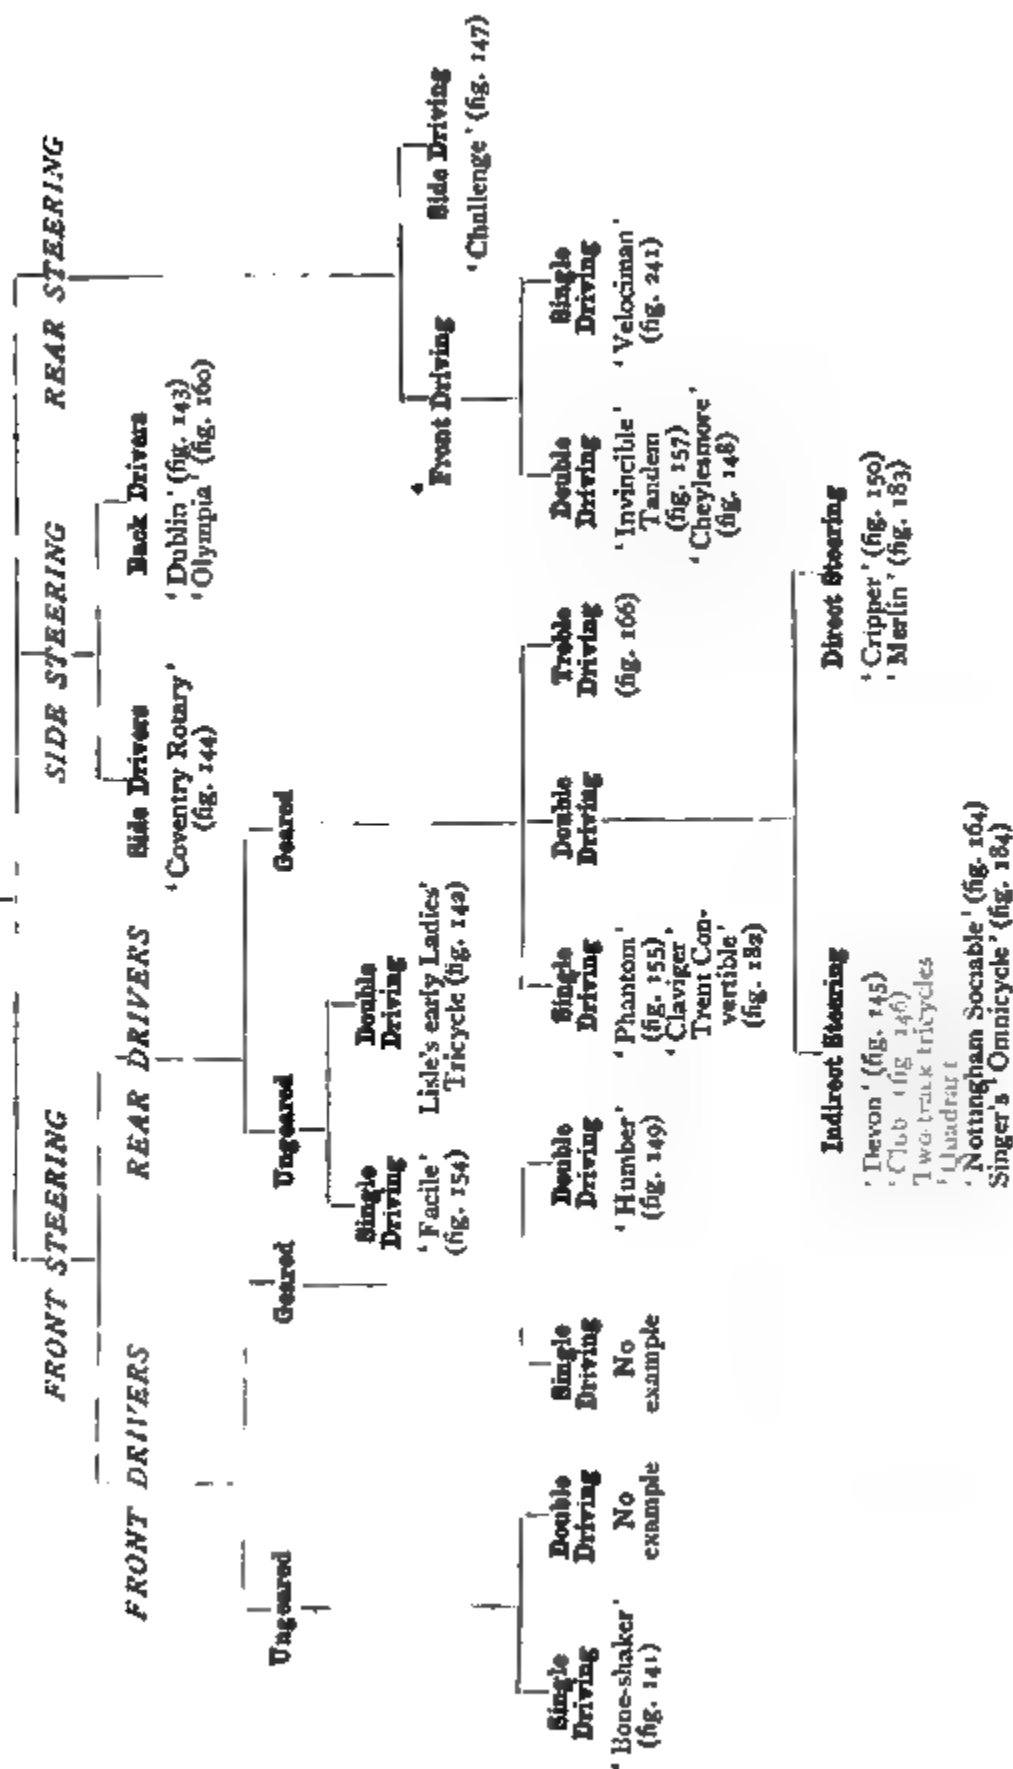 FRONT STEERING
SIDE STEERING
REAR STEERING
FRONT DRIVERS
REAR DRIVERS
Side Drivers
'Coventry Rotary'
(fig. 144)
Back Drivers
'Dublin' (fig. 143)
'Olympia' (fig. 160)
Ungeared
Geared
Ungeared
Geared
Single
Driving
'Facile'
(fig. 154)
Double
Driving
Lisle's early Ladies'
Tricycle (fig. 142)
Front Driving
Side Driving
'Challenge' (fig. 147)
Single
Driving
'Bone-shaker'
(fig. 141)
Double
Driving
No
example
Single
Driving
No
example
Double
Driving
'Humber'
(fig. 149)
Single
Driving
'Phantom'
(fig. 155)
'Claviger'
Trent Con-
vertible'
(fig. 182)
Double
Driving
Treble
Driving
(fig. 166)
Double
Driving
'Invincible'
Tandem
(fig. 157)
'Cheylesmore'
(fig. 148)
Single
Driving
'Velociman'
(fig. 241)
Indirect Steering
'Devon' (fig. 145)
'Club' (fig. 146)
Two-track tricycles
'Quadrant'
'Nottingham Sociable' (fig. 164)
Singer's 'Omnicycle' (fig. 184)
Direct Steering
'Cripper' (fig. 150)
'Merlin' (fig. 183)